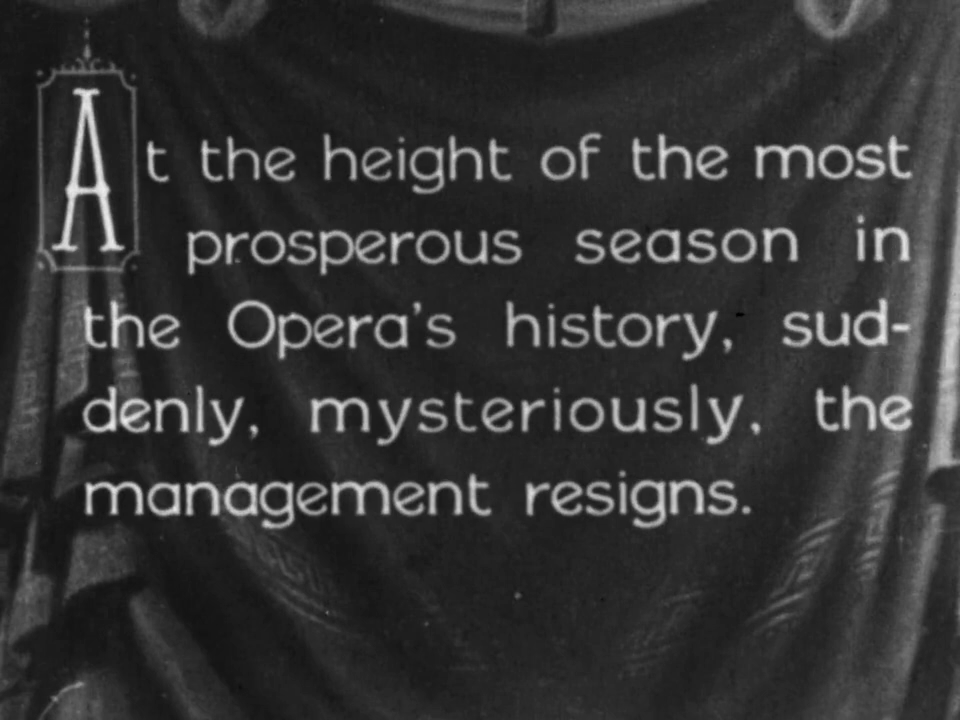 At the height of the most
prosperous season in
the Opera's history, sud-
denly, mysteriously, the
management resigns.